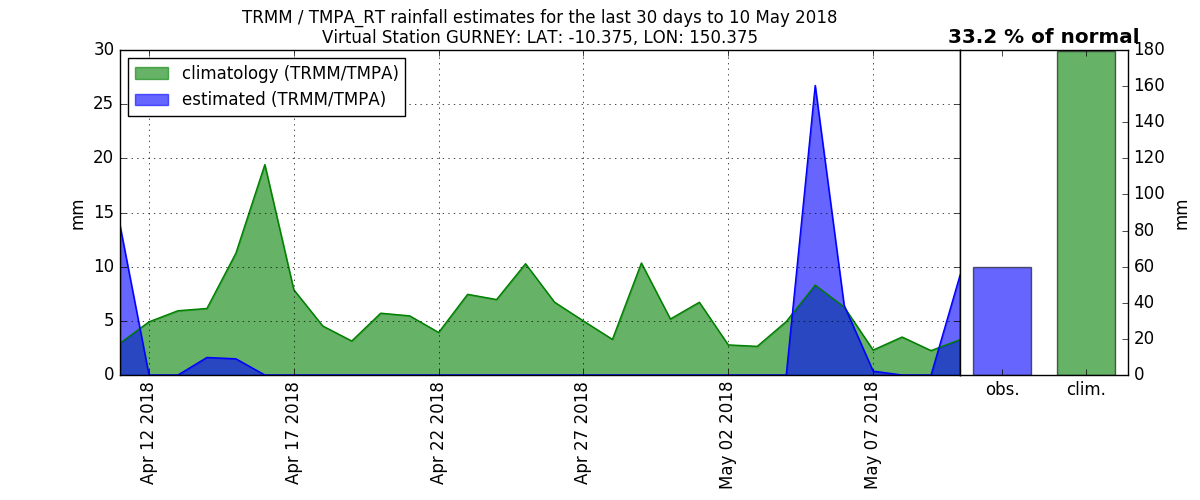 TRMM / TMPA_RT rainfall estimates for the last 30 days to 10 May 2018
Virtual Station GURNEY: LAT: -10.375, LON: 150.375
33.2 % of normal
climatology (TRMM/TMPA)
estimated (TRMM/TMPA)
mm
30
25
20
15
10
5
0
Apr 12 2018
Apr 17 2018
Apr 22 2018
Apr 27 2018
May 02 2018
May 07 2018
obs.
clim.
180
160
140
120
100
80
60
40
20
0
mm